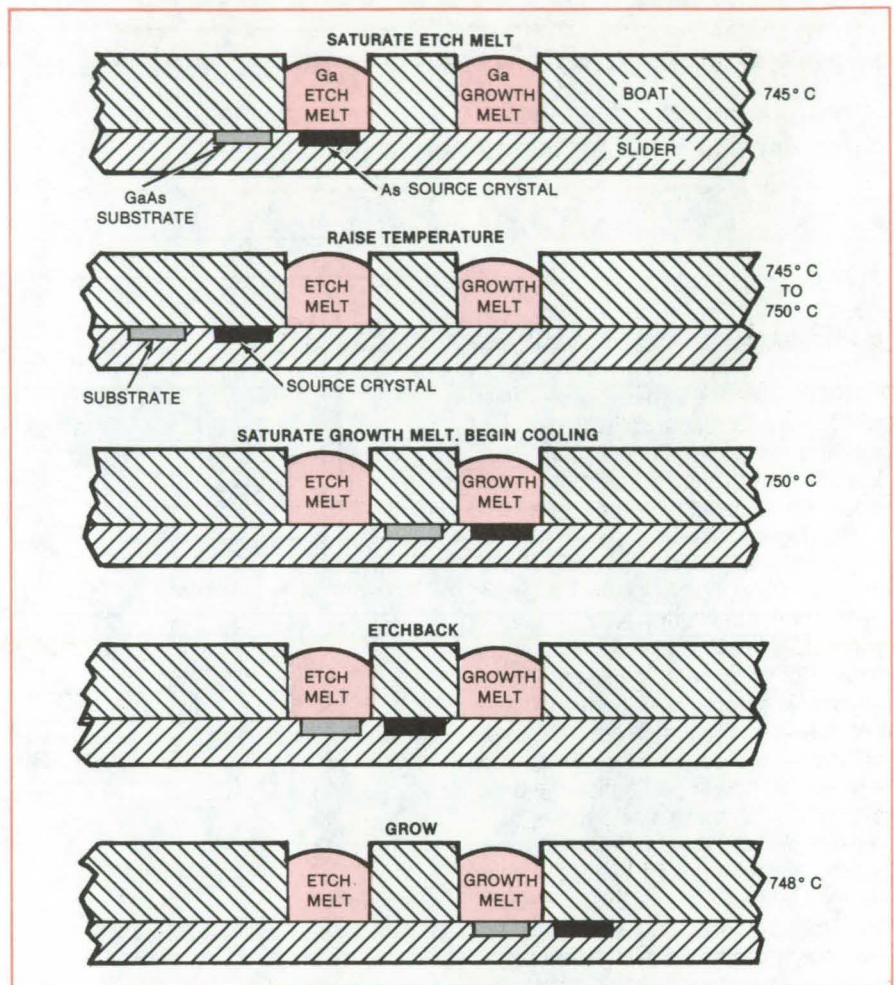 SATURATE ETCH MELT
Ga
ETCH
MELT
Ga
GROWTH
MELT
BOAT
745° C
SLIDER
GaAs
SUBSTRATE
As SOURCE CRYSTAL
RAISE TEMPERATURE
ETCH
MELT
GROWTH
MELT
745° C
TO
750° C
SUBSTRATE
SOURCE CRYSTAL
SATURATE GROWTH MELT. BEGIN COOLING
ETCH
MELT
GROWTH
MELT
750° C
ETCHBACK
ETCH
MELT
GROWTH
MELT
GROW
ETCH
MELT
GROWTH
MELT
748° C